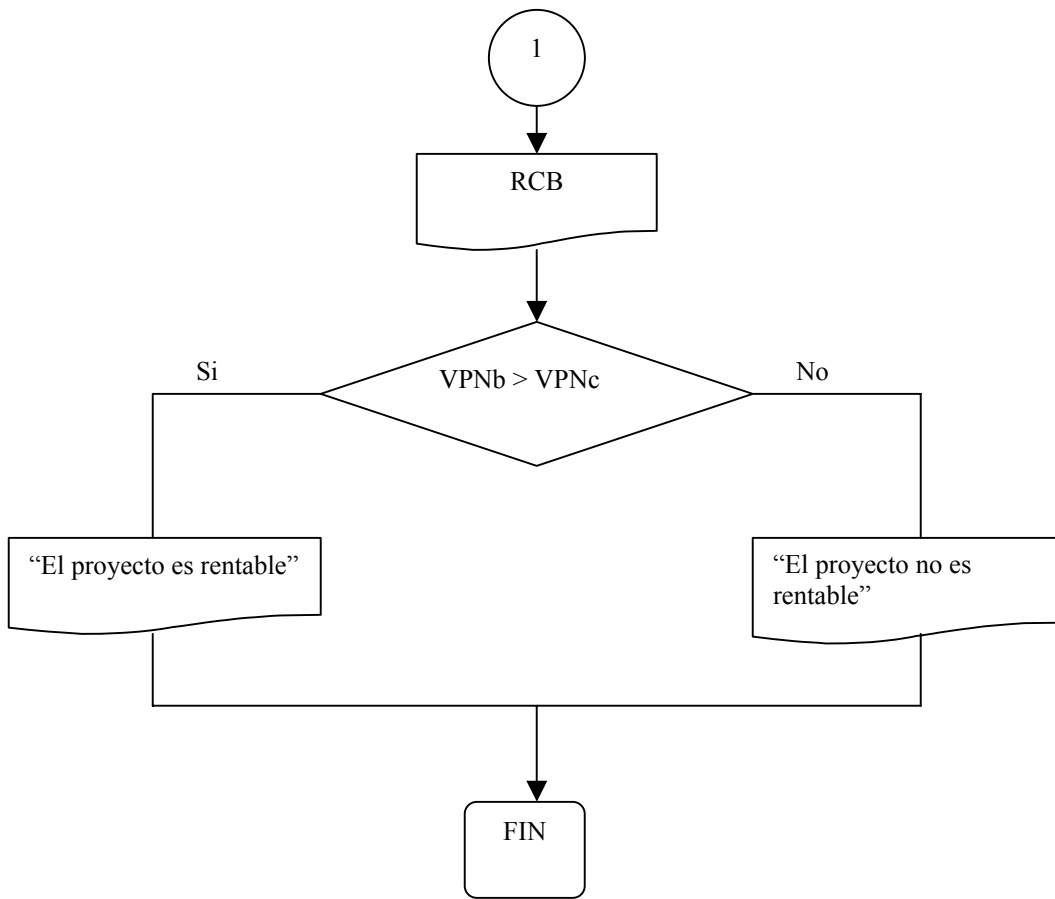 1
RCB
Si
VPNb > VPNc
No
“El proyecto es rentable”
“El proyecto no es
rentable”
FIN